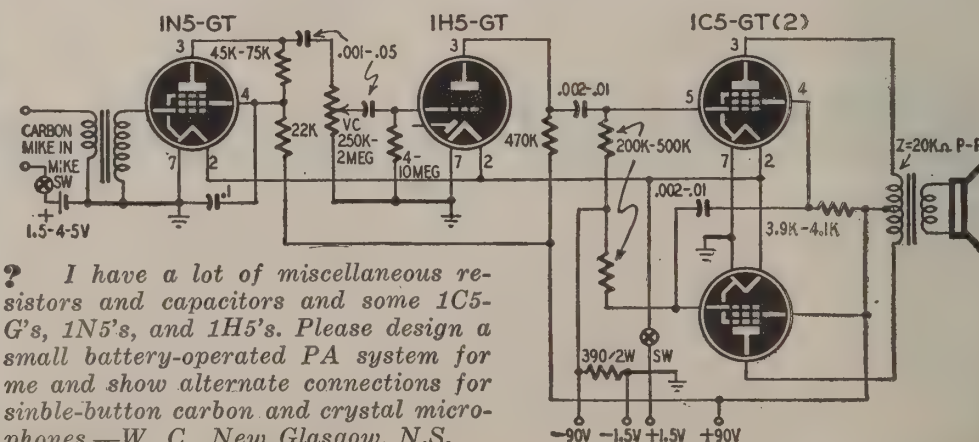 1N5-GT
1H5-GT
1C5-GT(2)
3
45K-75K
.001-.05
3
3
4
.002-.01
5
4
CARBON
MIKE IN
MIKE
SW
22K
VC
250K-
2MEG
4-
10MEG
470K
200K-500K
Z=20KΩ P-P
7
2
7
2
7
2
.1
.002-.01
3.9K-4.1K
+
1.5-4-5V
? I have a lot of miscellaneous re-
sistors and capacitors and some 1C5-
G's, 1N5's, and 1H5's. Please design a
small battery-operated PA system for
me and show alternate connections for
sinble-button carbon and crystal micro-
phones.—W. C., New Glasgow, N.S.
390/2W
SW
-90V -1.5V +1.5V +90V